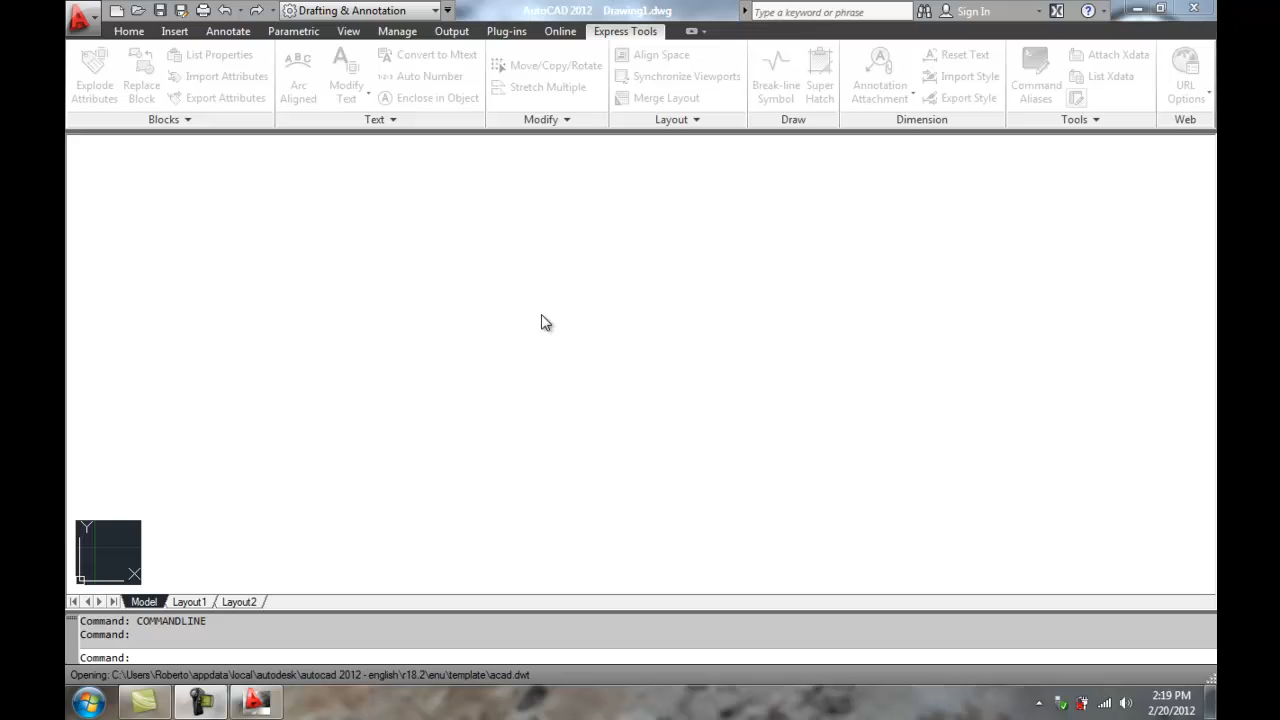 Drafting & Annotation
AutoCAD 2012 Drawing1.dwg
Type a keyword or phrase
Sign In
Home Insert Annotate Parametric View Manage Output Plug-ins Online Express Tools
Explode Attributes
Replace Block
List Properties
Import Attributes
Export Attributes
Blocks
ABC
Arc Aligned
Modify Text
Convert to Mtext
Auto Number
Enclose in Object
Text
Move/Copy/Rotate
Stretch Multiple
Modify
Align Space
Synchronize Viewports
Merge Layout
Layout
Break-line Symbol
Super Hatch
Draw
Annotation Attachment
Reset Text
Import Style
Export Style
Dimension
Command Aliases
Attach Xdata
List Xdata
Tools
URL Options
Web
Y
X
Model Layout1 Layout2
Command: COMMANDLINE
Command:
Command:
Opening: C:\Users\Roberto\appdata\local\autodesk\autocad 2012 - english\r18.2\enu\template\acad.dwt
2:19 PM
2/20/2012